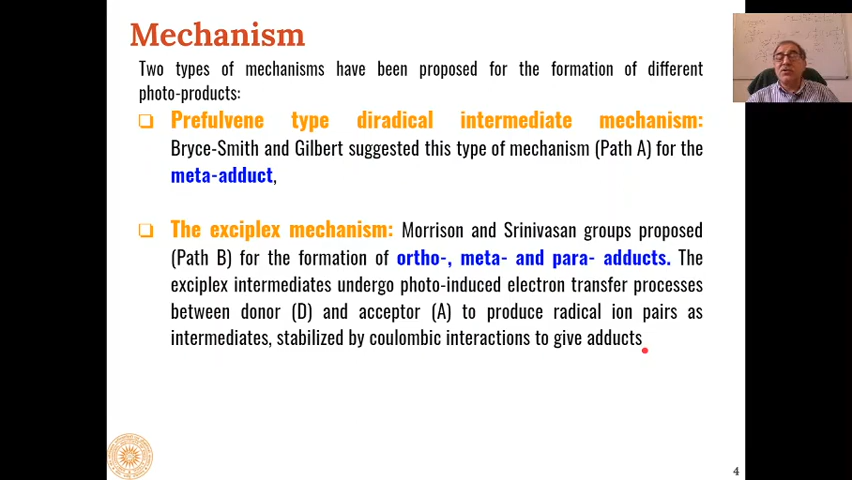 Mechanism
Two types of mechanisms have been proposed for the formation of different
photo-products:
Prefulvene type diradical intermediate mechanism:
Bryce-Smith and Gilbert suggested this type of mechanism (Path A) for the
meta-adduct,
The exciplex mechanism: Morrison and Srinivasan groups proposed
(Path B) for the formation of ortho-, meta- and para- adducts. The
exciplex intermediates undergo photo-induced electron transfer processes
between donor (D) and acceptor (A) to produce radical ion pairs as
intermediates, stabilized by coulombic interactions to give adducts
4